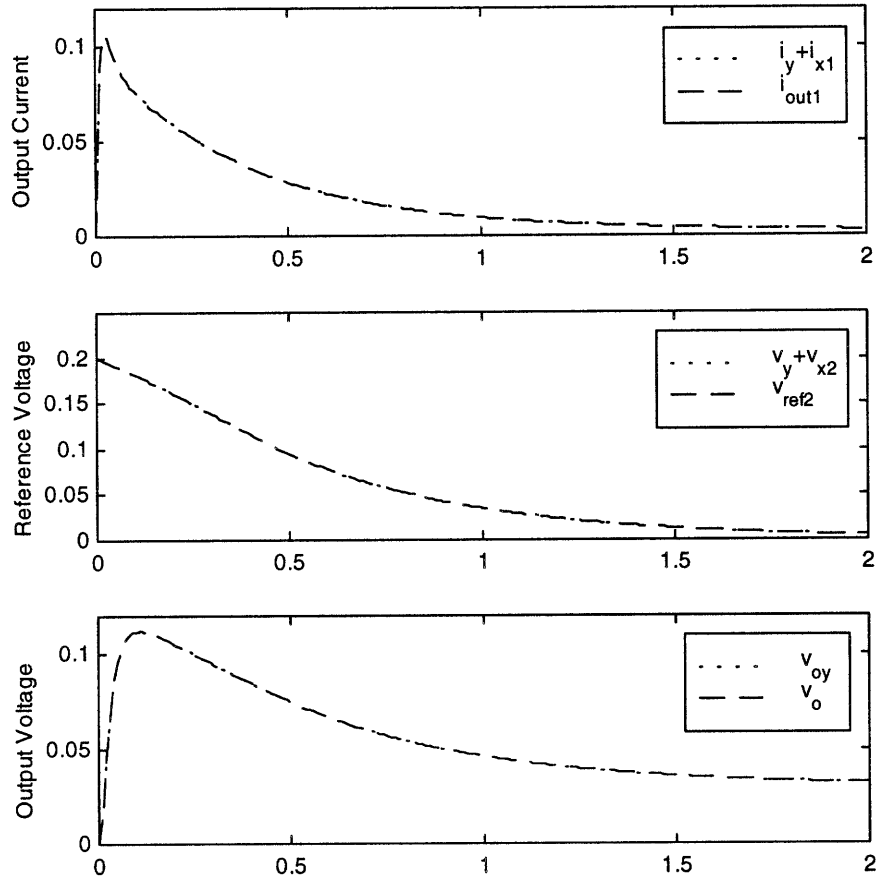 Output Current
0.1
0.05
0
0
0.5
1
1.5
2
i_y+i_x1
i_out1
Reference Voltage
0.2
0.15
0.1
0.05
0
0
0.5
1
1.5
2
v_y+v_x2
v_ref2
Output Voltage
0.1
0.05
0
0
0.5
1
1.5
2
v_oy
v_o